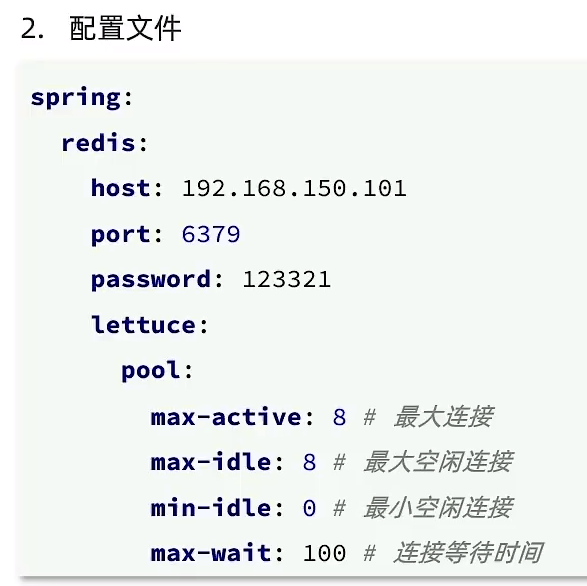 2. 配置文件
spring:
  redis:
    host: 192.168.150.101
    port: 6379
    password: 123321
    lettuce:
      pool:
        max-active: 8 # 最大连接
        max-idle: 8 # 最大空闲连接
        min-idle: 0 # 最小空闲连接
        max-wait: 100 # 连接等待时间